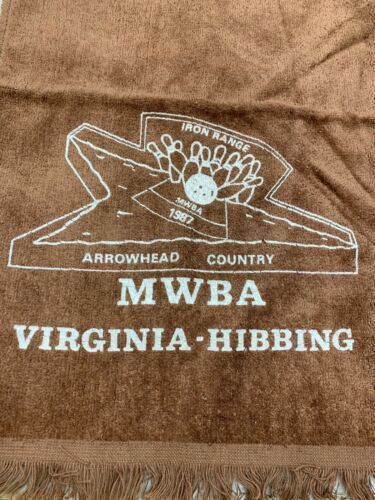 IRON RANGE
MWBA
1987
ARROWHEAD COUNTRY
MWBA
VIRGINIA-HIBBING